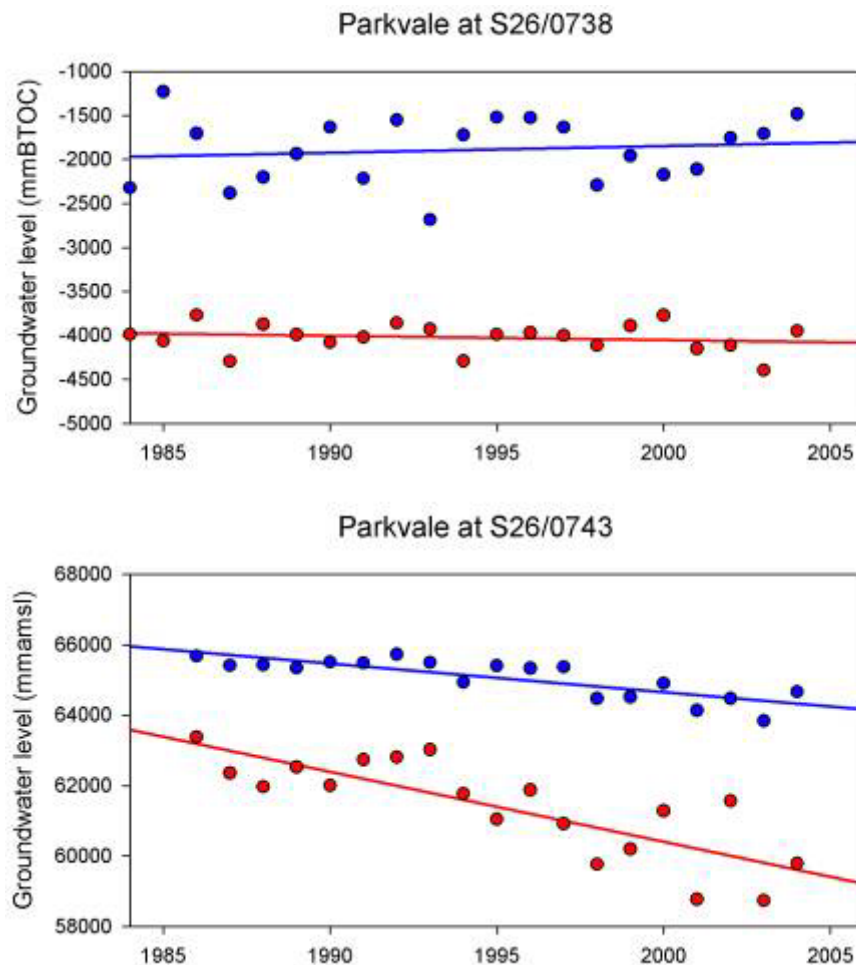 Parkvale at S26/0738
Groundwater level (mmBTOC)
-1000
-1500
-2000
-2500
-3000
-3500
-4000
-4500
-5000
1985 1990 1995 2000 2005
Parkvale at S26/0743
Groundwater level (mmamsl)
68000
66000
64000
62000
60000
58000
1985 1990 1995 2000 2005